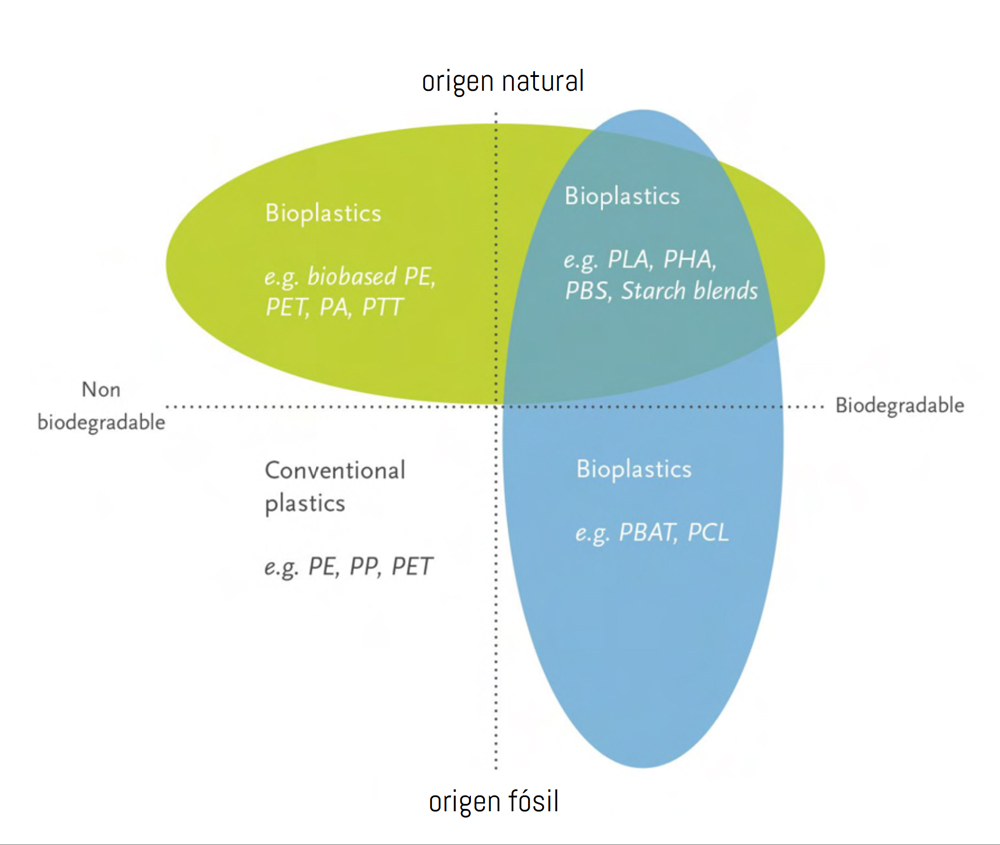 origen natural
Bioplastics
e.g. biobased PE,
PET, PA, PTT
Bioplastics
e.g. PLA, PHA,
PBS, Starch blends
Non
biodegradable
Biodegradable
Conventional
plastics
e.g. PE, PP, PET
Bioplastics
e.g. PBAT, PCL
origen fósil